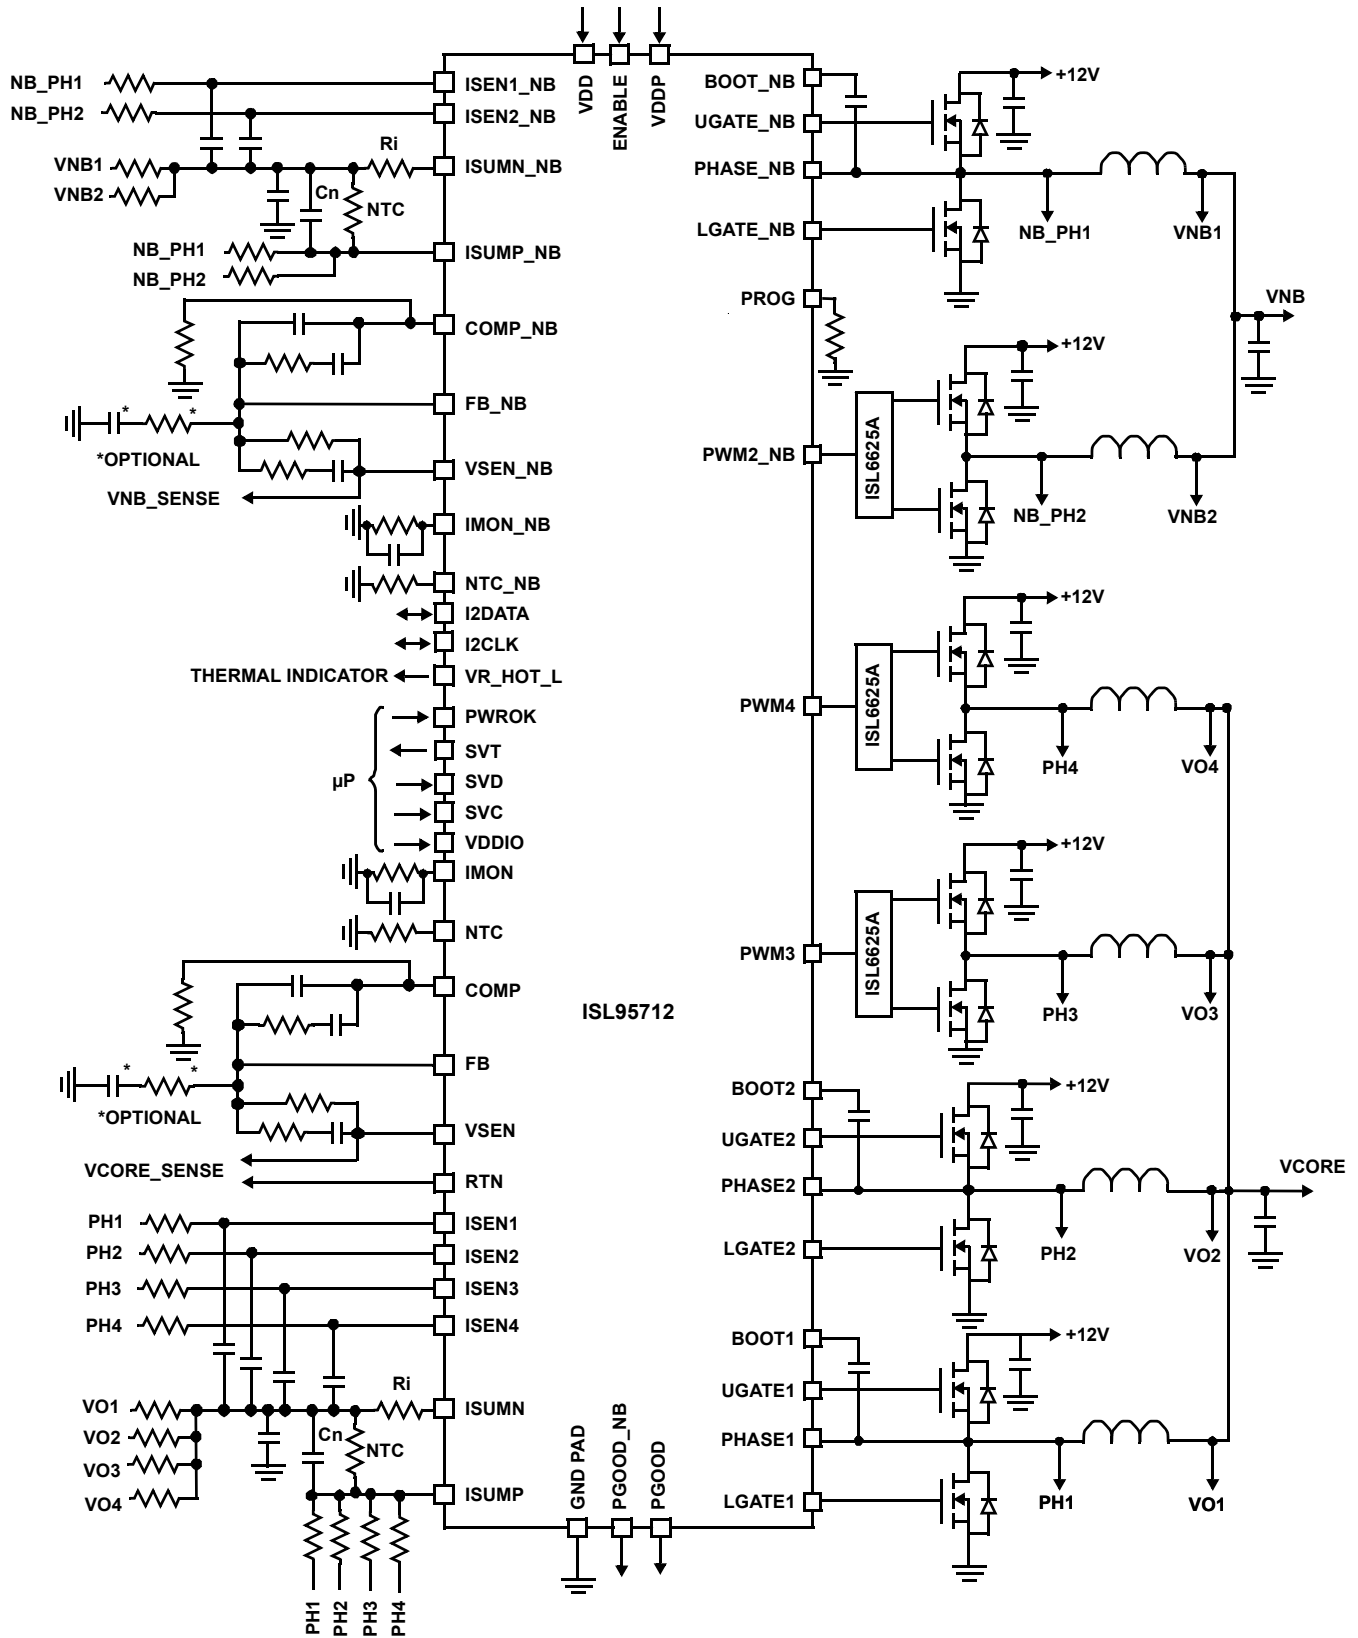 VDD
ENABLE
VDDP
NB_PH1
NB_PH2
VNB1
VNB2
Ri
Cn
NTC
NB_PH1
NB_PH2
ISEN1_NB
ISEN2_NB
ISUMN_NB
ISUMP_NB
COMP_NB
FB_NB
* *
*OPTIONAL
VSEN_NB
VNB_SENSE
IMON_NB
NTC_NB
I2DATA
I2CLK
THERMAL INDICATOR
VR_HOT_L
µP
PWROK
SVT
SVD
SVC
VDDIO
IMON
NTC
COMP
FB
* *
*OPTIONAL
VSEN
VCORE_SENSE
RTN
PH1
ISEN1
PH2
ISEN2
PH3
ISEN3
PH4
ISEN4
VO1
VO2
VO3
VO4
Ri
Cn
NTC
ISUMN
ISUMP
PH1
PH2
PH3
PH4
ISL95712
GND PAD
PGOOD_NB
PGOOD
BOOT_NB
UGATE_NB
PHASE_NB
LGATE_NB
PROG
PWM2_NB
PWM4
PWM3
BOOT2
UGATE2
PHASE2
LGATE2
BOOT1
UGATE1
PHASE1
LGATE1
+12V
NB_PH1
VNB1
VNB
+12V
ISL6625A
NB_PH2
VNB2
+12V
ISL6625A
PH4
VO4
+12V
ISL6625A
PH3
VO3
+12V
PH2
VO2
VCORE
+12V
PH1
VO1